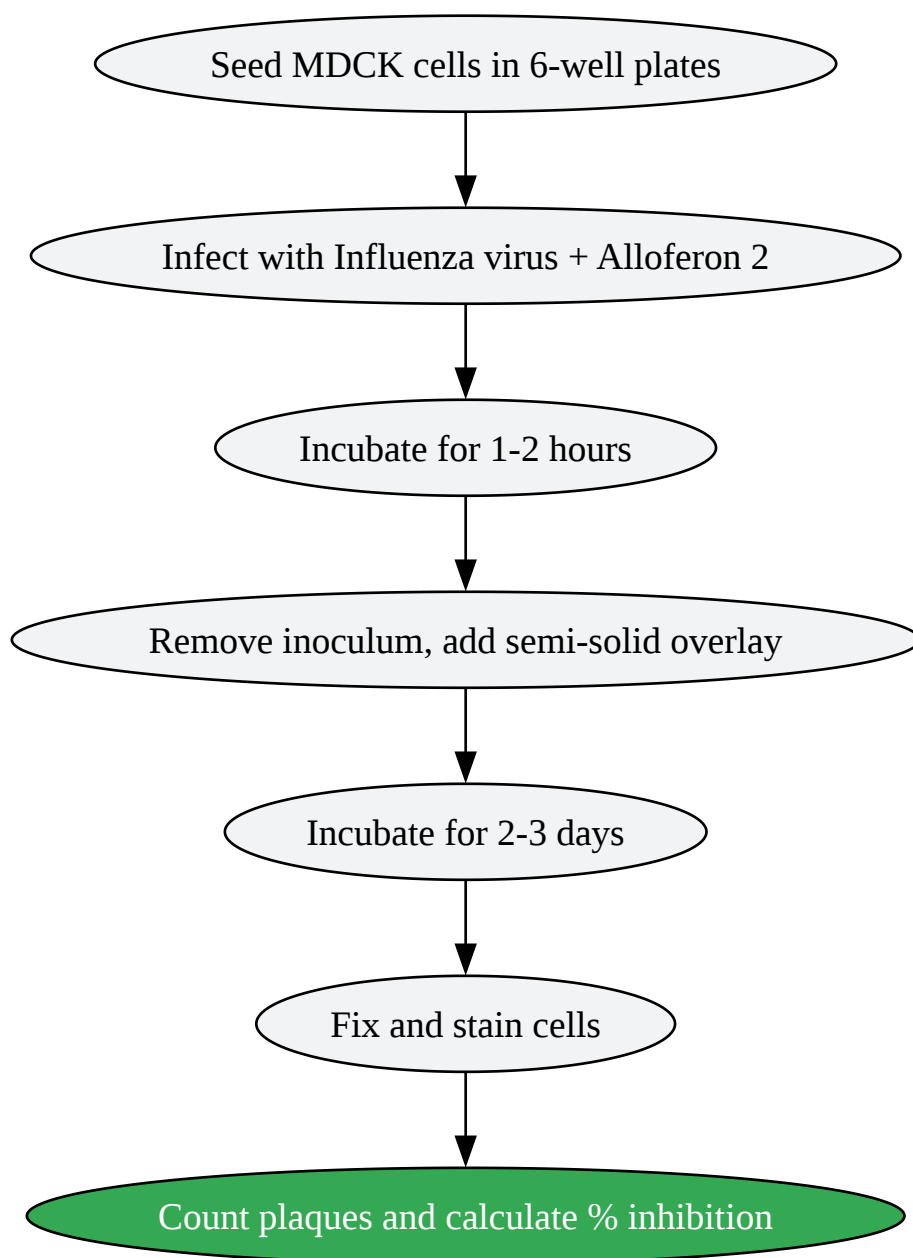 Seed MDCK cells in 6-well plates
Infect with Influenza virus + Alloferon 2
Incubate for 1-2 hours
Remove inoculum, add semi-solid overlay
Incubate for 2-3 days
Fix and stain cells
Count plaques and calculate % inhibition